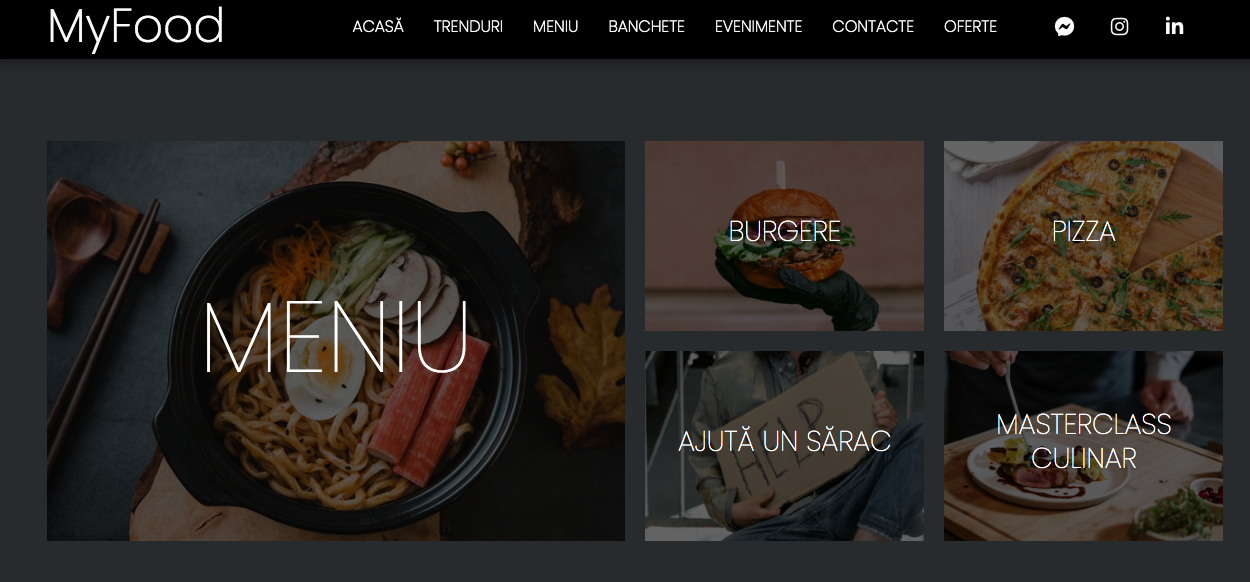 MyFood
ACASĂ TRENDURI MENIU BANCHETE EVENIMENTE CONTACTE OFERTE
MENIU
BURGERE
PIZZA
HELP
AJUTĂ UN SĂRAC
MASTERCLASS
CULINAR